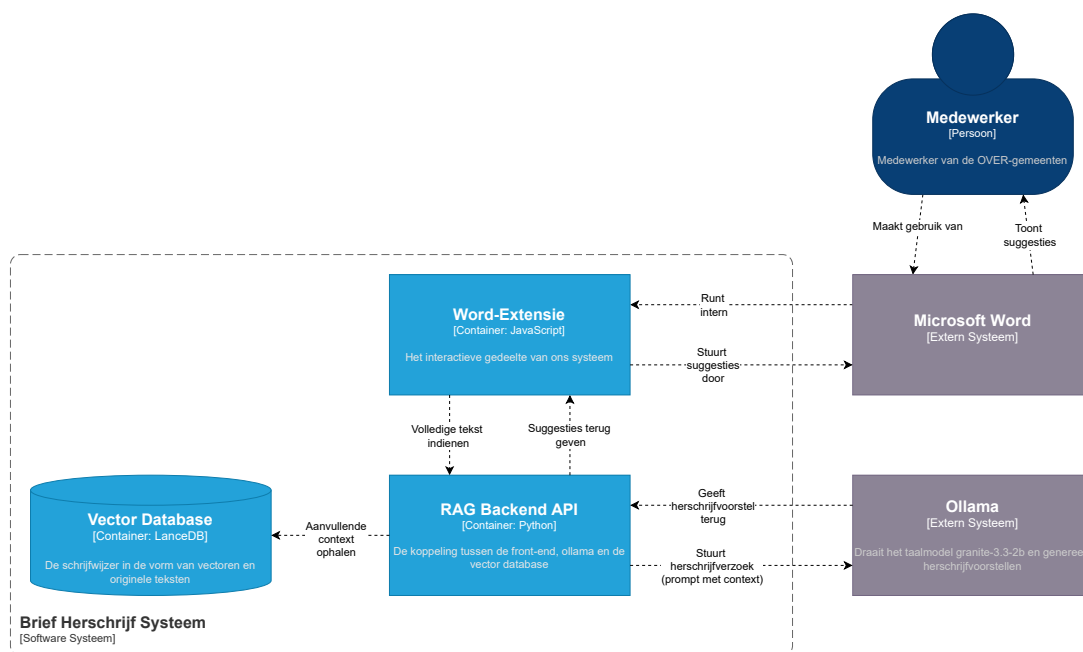 Medewerker
[Persoon]
Medewerker van de OVER-gemeenten
Maakt gebruik van
Toont
suggesties
Word-Extensie
[Container: JavaScript]
Het interactieve gedeelte van ons systeem
Runt
intern
Stuurt
suggesties
door
Microsoft Word
[Extern Systeem]
Volledige tekst
indienen
Suggesties terug
geven
Vector Database
[Container: LanceDB]
De schrijfwijzer in de vorm van vectoren en
originele teksten
Aanvullende
context
ophalen
RAG Backend API
[Container: Python]
De koppeling tussen de front-end, ollama en de
vector database
Geeft
herschrijfvoorstel
terug
Stuurt
herschrijfverzoek
(prompt met context)
Ollama
[Extern Systeem]
Draait het taalmodel granite-3.3-2b en genereer
herschrijfvoorstellen
Brief Herschrijf Systeem
[Software Systeem]